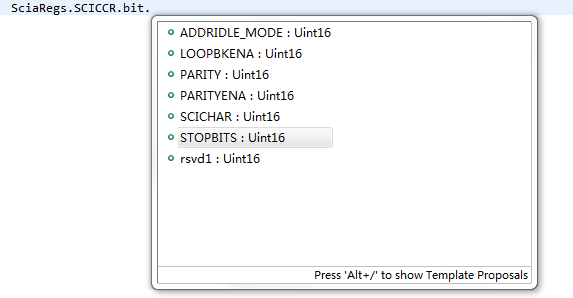 SciaRegs.SCICCR.bit.
ADDRIDLE_MODE : Uint16
LOOPBKENA : Uint16
PARITY : Uint16
PARITYENA : Uint16
SCICHAR : Uint16
STOPBITS : Uint16
rsvd1 : Uint16
Press 'Alt+/' to show Template Proposals